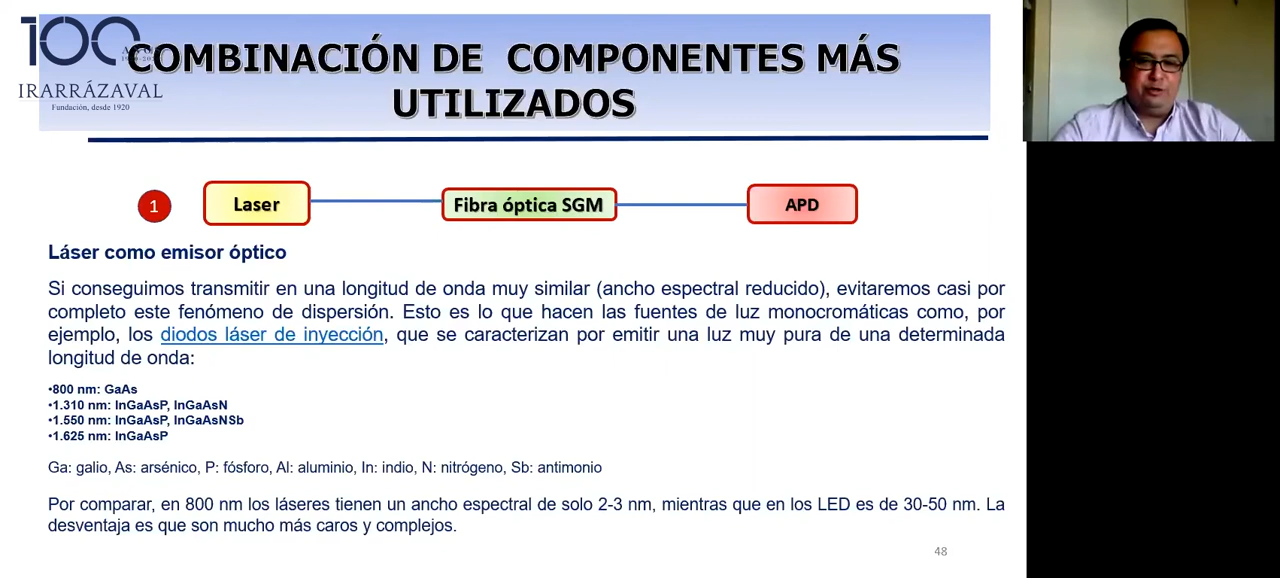 100
IRARRÁZAVAL
Fundación, desde 1920
COMBINACIÓN DE COMPONENTES MÁS
UTILIZADOS
1
Laser
Fibra óptica SGM
APD
Láser como emisor óptico
Si conseguimos transmitir en una longitud de onda muy similar (ancho espectral reducido), evitaremos casi por
completo este fenómeno de dispersión. Esto es lo que hacen las fuentes de luz monocromáticas como, por
ejemplo, los diodos láser de inyección, que se caracterizan por emitir una luz muy pura de una determinada
longitud de onda:
•800 nm: GaAs
•1.310 nm: InGaAsP, InGaAsN
•1.550 nm: InGaAsP, InGaAsNSb
•1.625 nm: InGaAsP
Ga: galio, As: arsénico, P: fósforo, Al: aluminio, In: indio, N: nitrógeno, Sb: antimonio
Por comparar, en 800 nm los láseres tienen un ancho espectral de solo 2-3 nm, mientras que en los LED es de 30-50 nm. La
desventaja es que son mucho más caros y complejos.
48